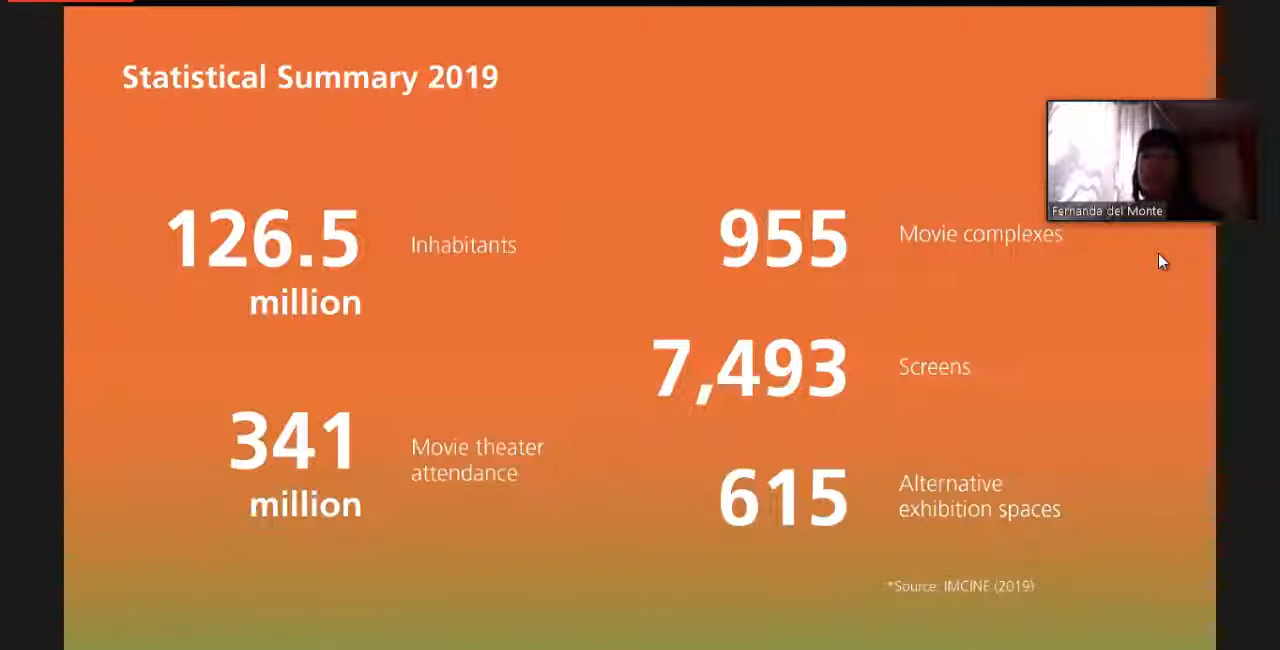 Statistical Summary 2019
126.5
million
Inhabitants
341
million
Movie theater
attendance
955
Movie complexes
7,493
Screens
615
Alternative
exhibition spaces
*Source: IMCINE (2019)
Fernanda del Monte